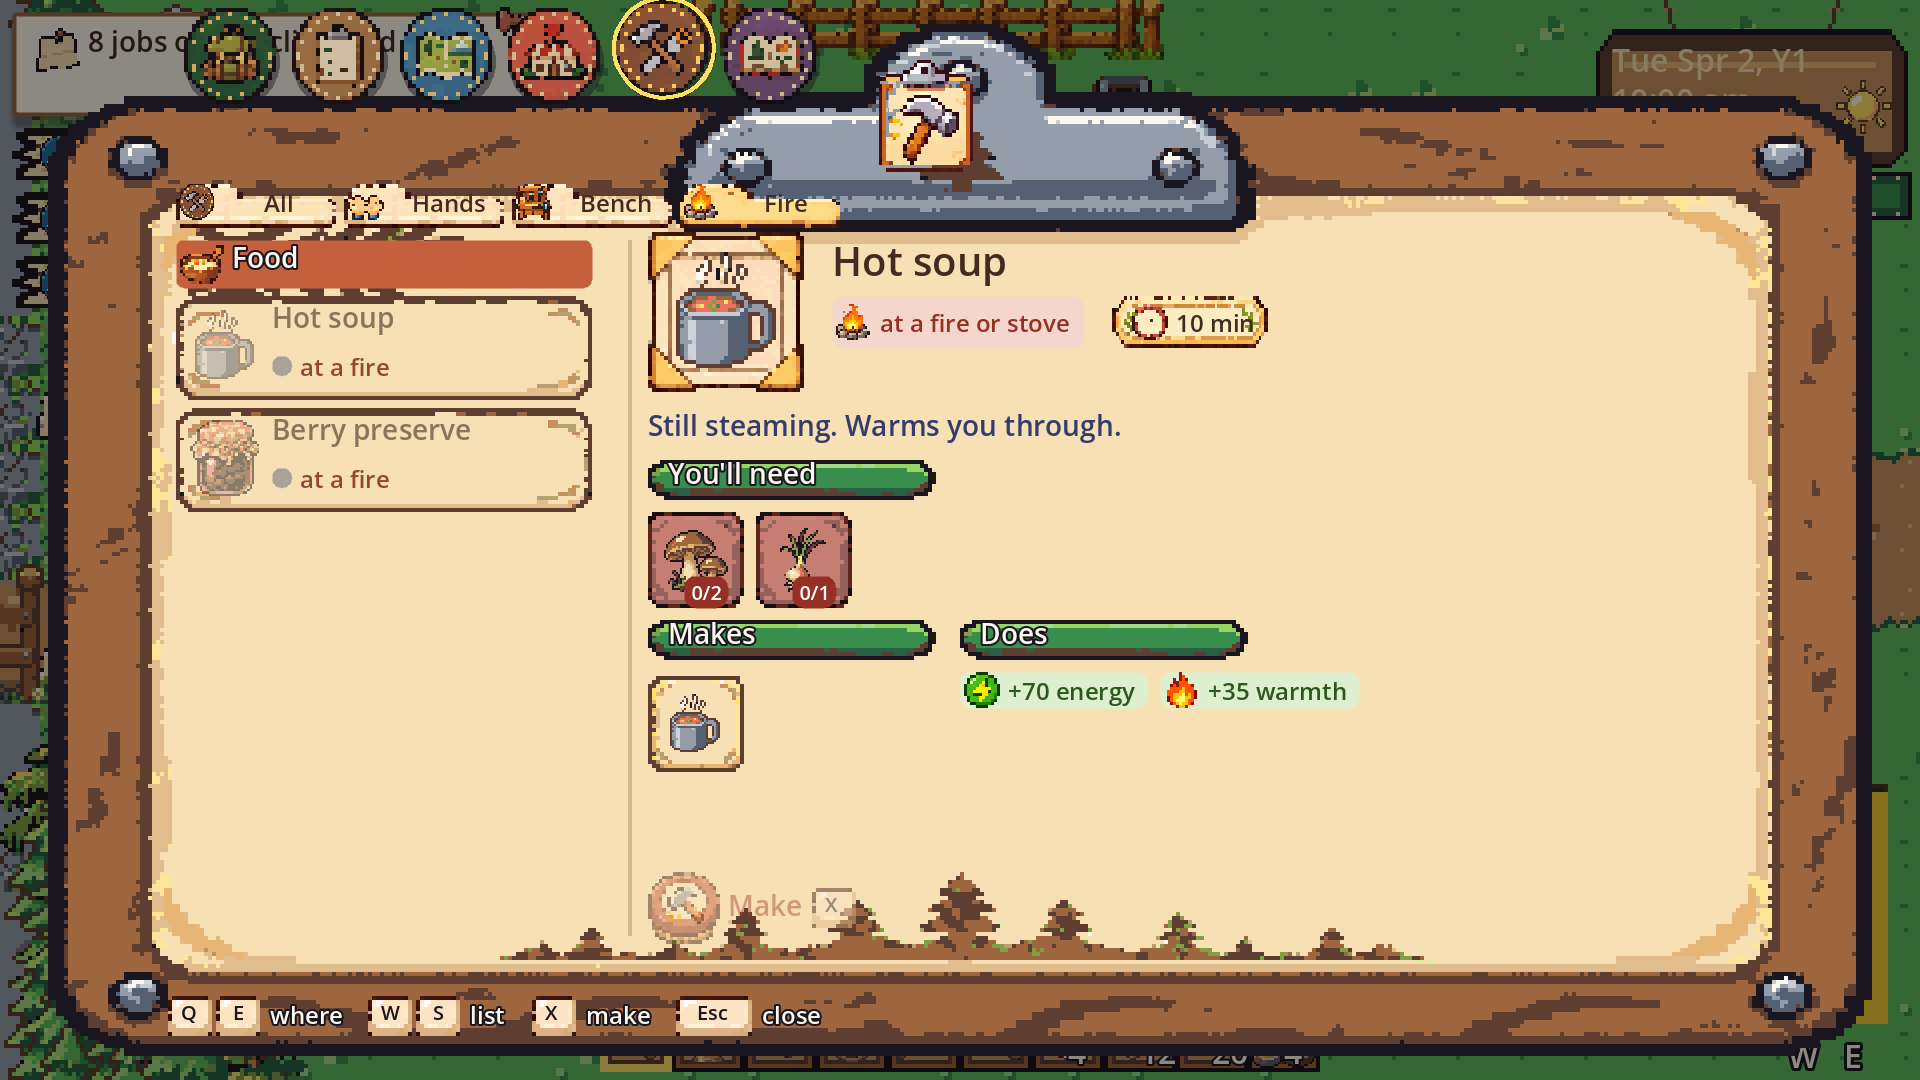 8 jobs
Tue Spr 2, Y1
All
Hands
Bench
Fire
Food
Hot soup
at a fire
Berry preserve
at a fire
Hot soup
at a fire or stove
10 min
Still steaming. Warms you through.
You'll need
0/2
0/1
Makes
Does
+70 energy
+35 warmth
Make X
Q E where W S list X make Esc close
W E